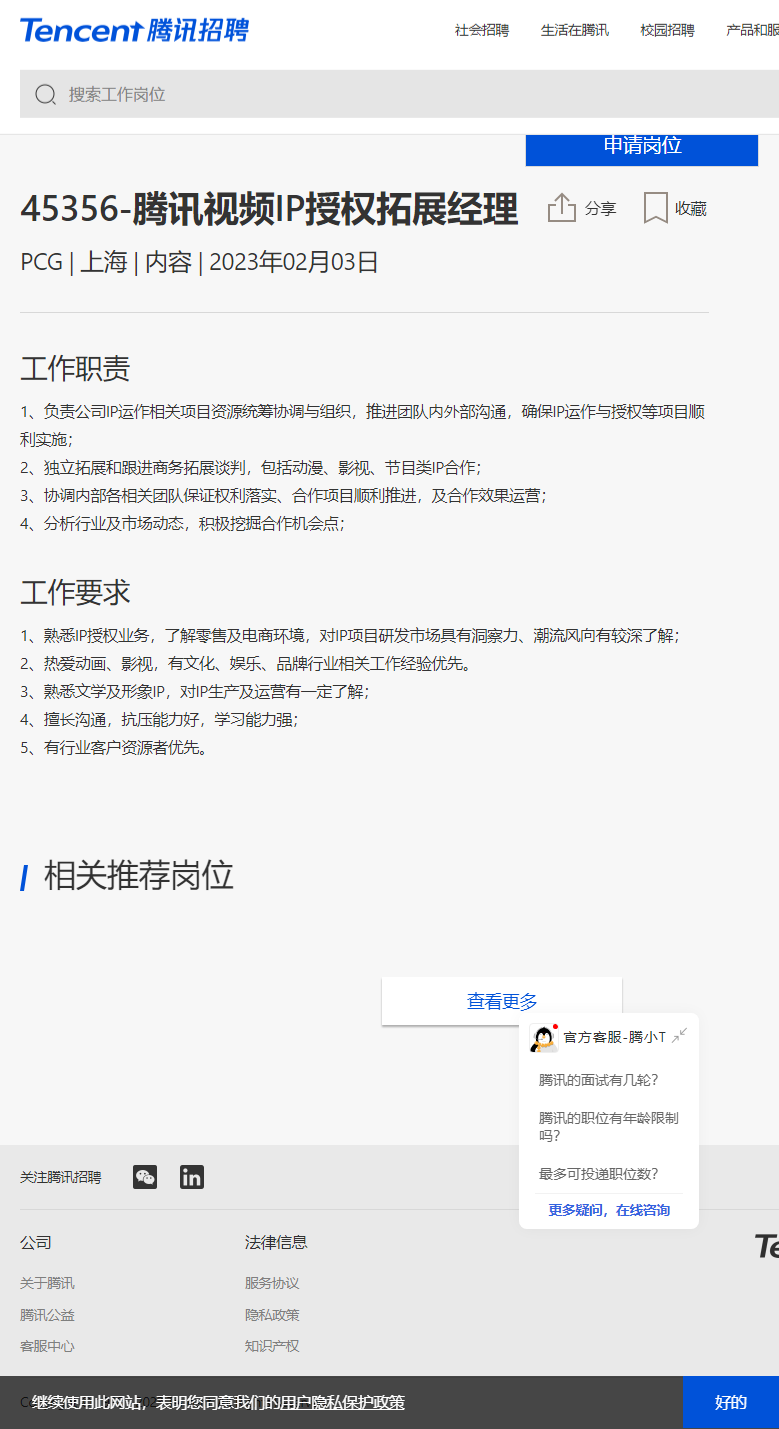 Tencent 腾讯招聘
社会招聘 生活在腾讯 校园招聘 产品和服
搜索工作岗位
申请岗位
45356-腾讯视频IP授权拓展经理 分享 收藏
PCG | 上海 | 内容 | 2023年02月03日
工作职责
1、负责公司IP运作相关项目资源统筹协调与组织，推进团队内外部沟通，确保IP运作与授权等项目顺
利实施；
2、独立拓展和跟进商务拓展谈判，包括动漫、影视、节目类IP合作；
3、协调内部各相关团队保证权利落实、合作项目顺利推进，及合作效果运营；
4、分析行业及市场动态，积极挖掘合作机会点；
工作要求
1、熟悉IP授权业务，了解零售及电商环境，对IP项目研发市场具有洞察力、潮流风向有较深了解；
2、热爱动画、影视，有文化、娱乐、品牌行业相关工作经验优先。
3、熟悉文学及形象IP，对IP生产及运营有一定了解；
4、擅长沟通，抗压能力好，学习能力强；
5、有行业客户资源者优先。
相关推荐岗位
查看更多
官方客服-腾小T
腾讯的面试有几轮？
腾讯的职位有年龄限制
吗？
最多可投递职位数？
更多疑问，在线咨询
关注腾讯招聘
公司 法律信息
Te
关于腾讯 服务协议
腾讯公益 隐私政策
客服中心 知识产权
继续使用此网站，表明您同意我们的用户隐私保护政策 好的